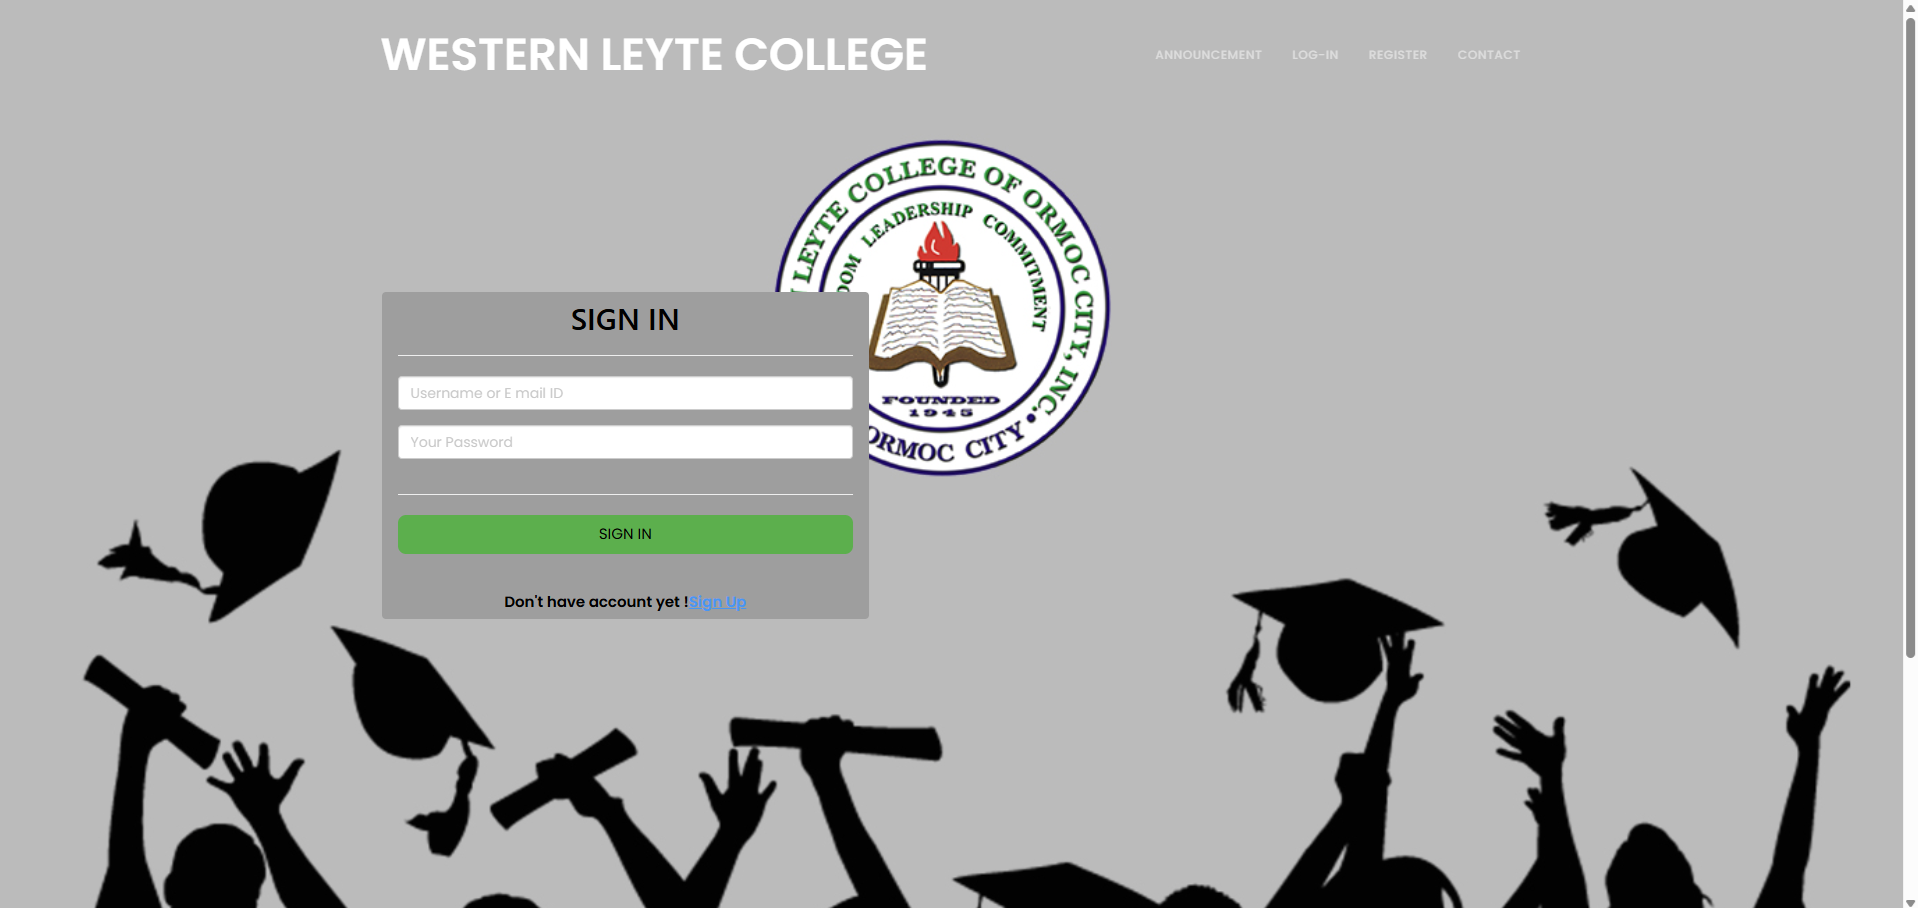 WESTERN LEYTE COLLEGE
ANNOUNCEMENT
LOG-IN
REGISTER
CONTACT
LEYTE COLLEGE OF ORMOC CITY, INC.
LEADERSHIP COMMITMENT
FOUNDED
1945
ORMOC CITY
SIGN IN
Username or E mail ID
Your Password
SIGN IN
Don't have account yet !Sign Up